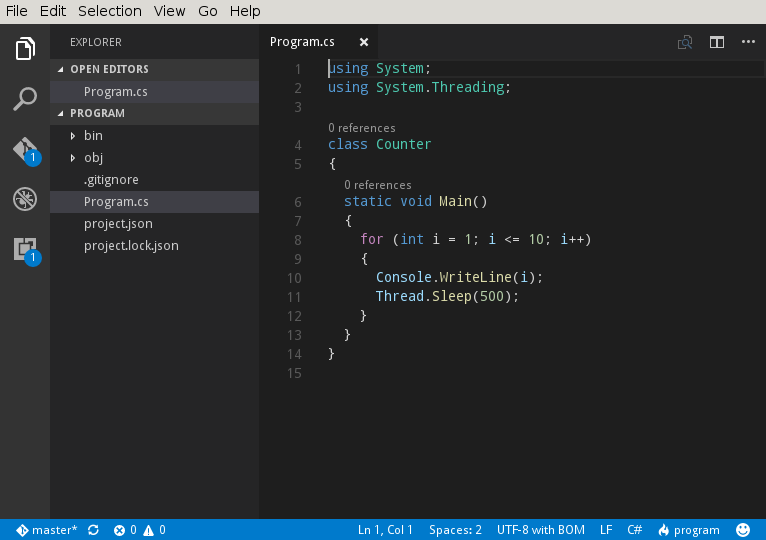 File Edit Selection View Go Help
EXPLORER
OPEN EDITORS
Program.cs
PROGRAM
bin
obj
.gitignore
Program.cs
project.json
project.lock.json
1
1
Program.cs
1 using System;
2 using System.Threading;
3
0 references
4 class Counter
5 {
0 references
6 static void Main()
7 {
8 for (int i = 1; i <= 10; i++)
9 {
10 Console.WriteLine(i);
11 Thread.Sleep(500);
12 }
13 }
14 }
15
master* 0 0 Ln 1, Col 1 Spaces: 2 UTF-8 with BOM LF C# program